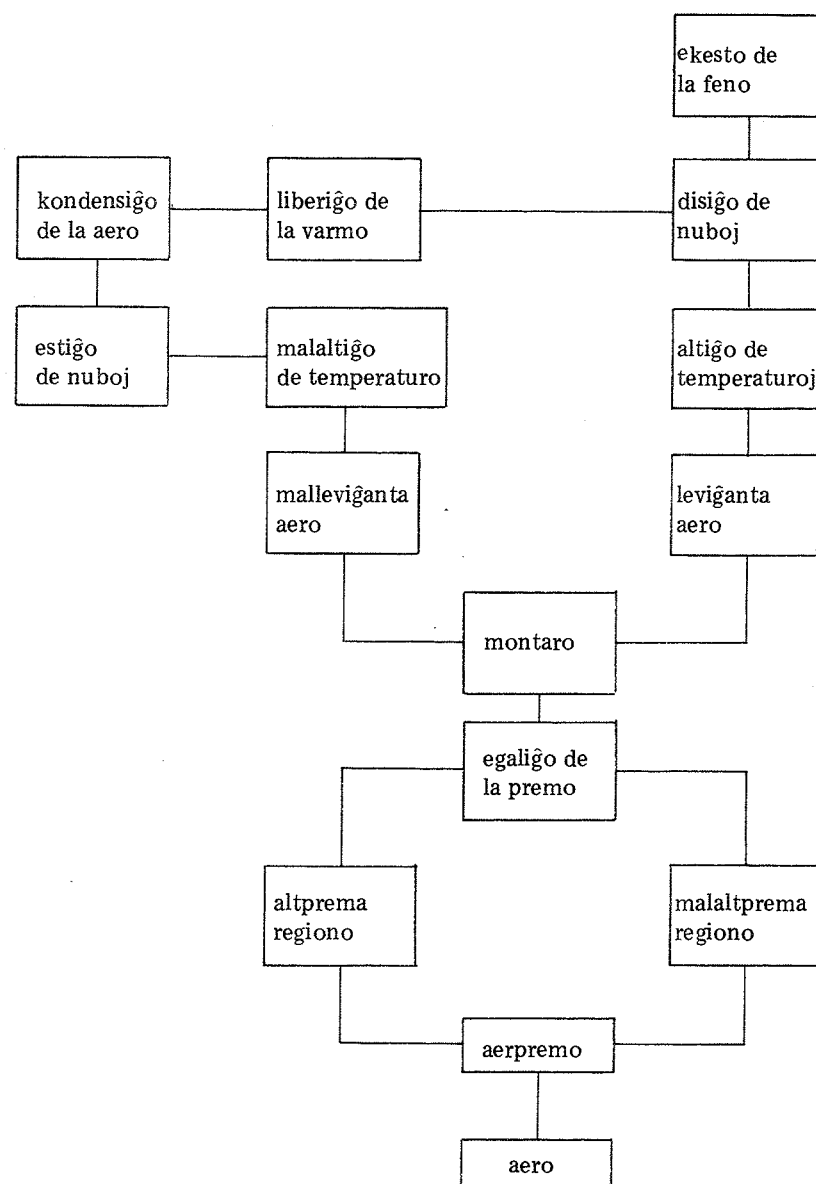 ekesto de
la feno
kondensiĝo
de la aero
liberiĝo de
la varmo
disiĝo de
nuboj
estiĝo
de nuboj
malaltiĝo
de temperaturo
altiĝo de
temperaturoj
malleviĝanta
aero
leviĝanta
aero
montaro
egaliĝo de
la premo
altprema
regiono
malaltprema
regiono
aerpremo
aero